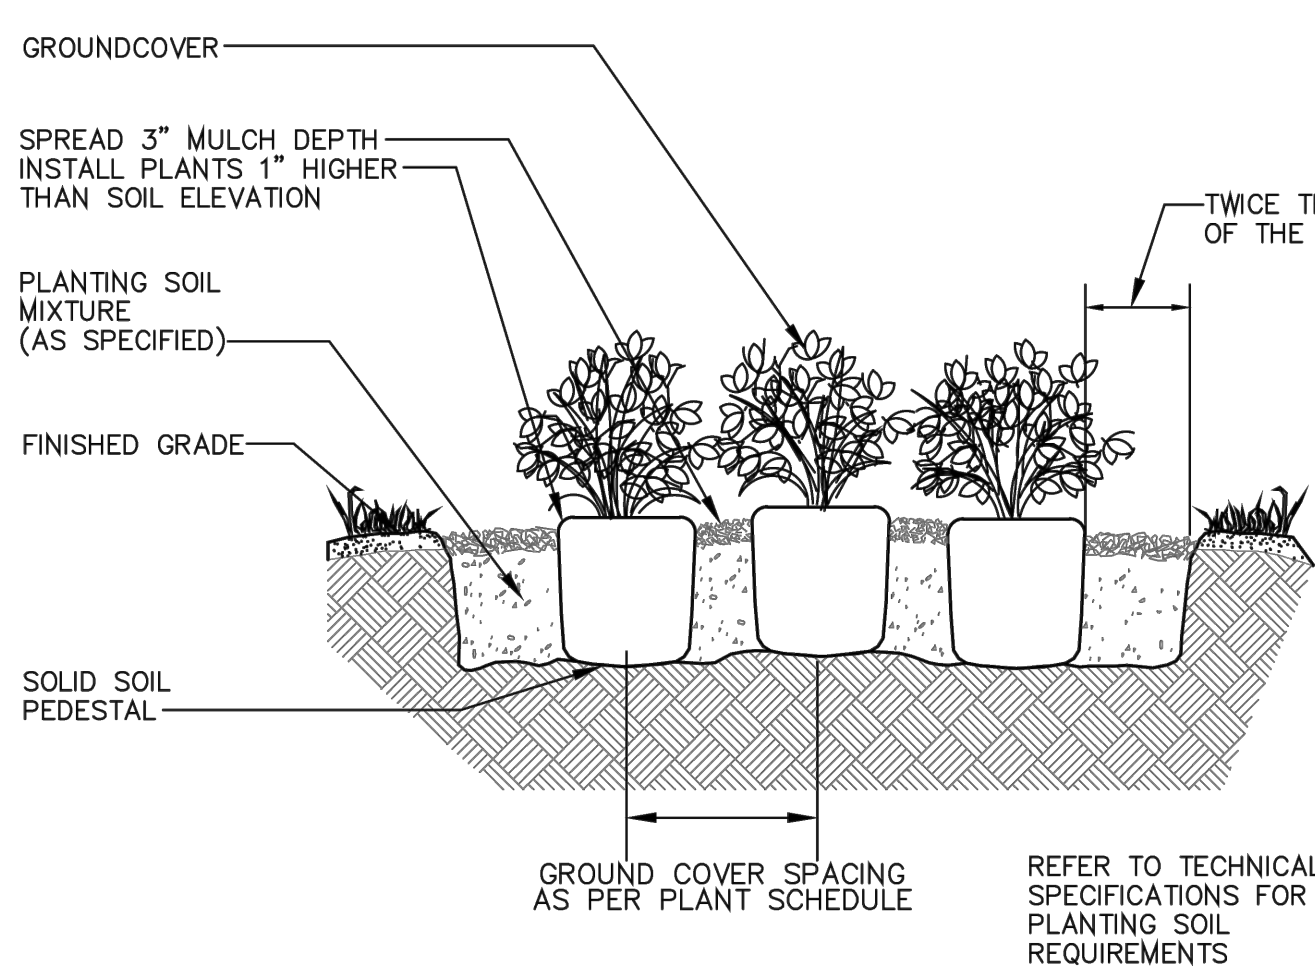 GROUNDCOVER
SPREAD 3” MULCH DEPTH
INSTALL PLANTS 1” HIGHER
THAN SOIL ELEVATION
TWICE
OF THE
PLANTING SOIL
MIXTURE
(AS SPECIFIED)
FINISHED GRADE
SOLID SOIL
PEDESTAL
GROUND COVER SPACING
AS PER PLANT SCHEDULE
REFER TO TECHNICAL
SPECIFICATIONS FOR
PLANTING SOIL
REQUIREMENTS